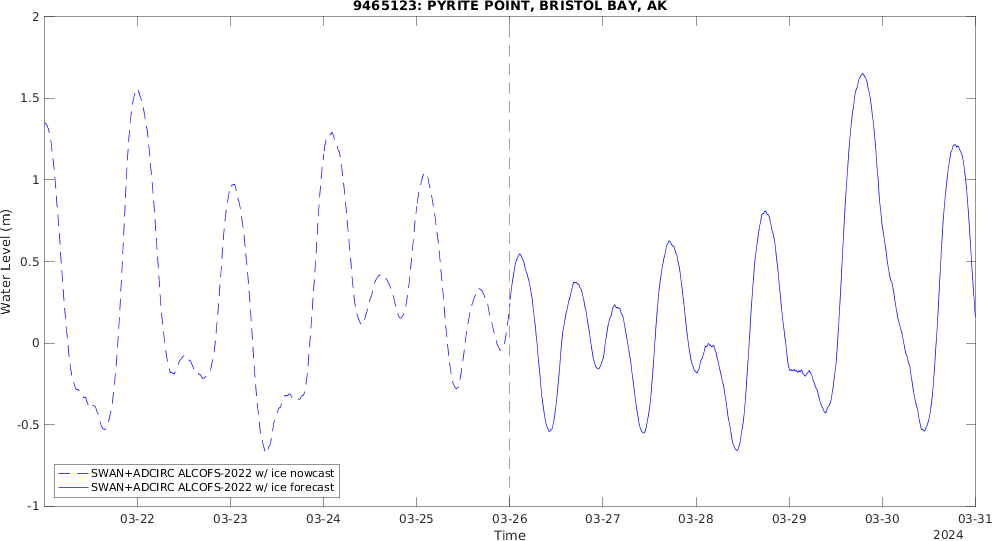 9465123: PYRITE POINT, BRISTOL BAY, AK
Water Level (m)
2
1.5
1
0.5
0
-0.5
-1
SWAN+ADCIRC ALCOFS-2022 w/ ice nowcast
SWAN+ADCIRC ALCOFS-2022 w/ ice forecast
03-22 03-23 03-24 03-25 03-26 03-27 03-28 03-29 03-30 03-31
Time
2024